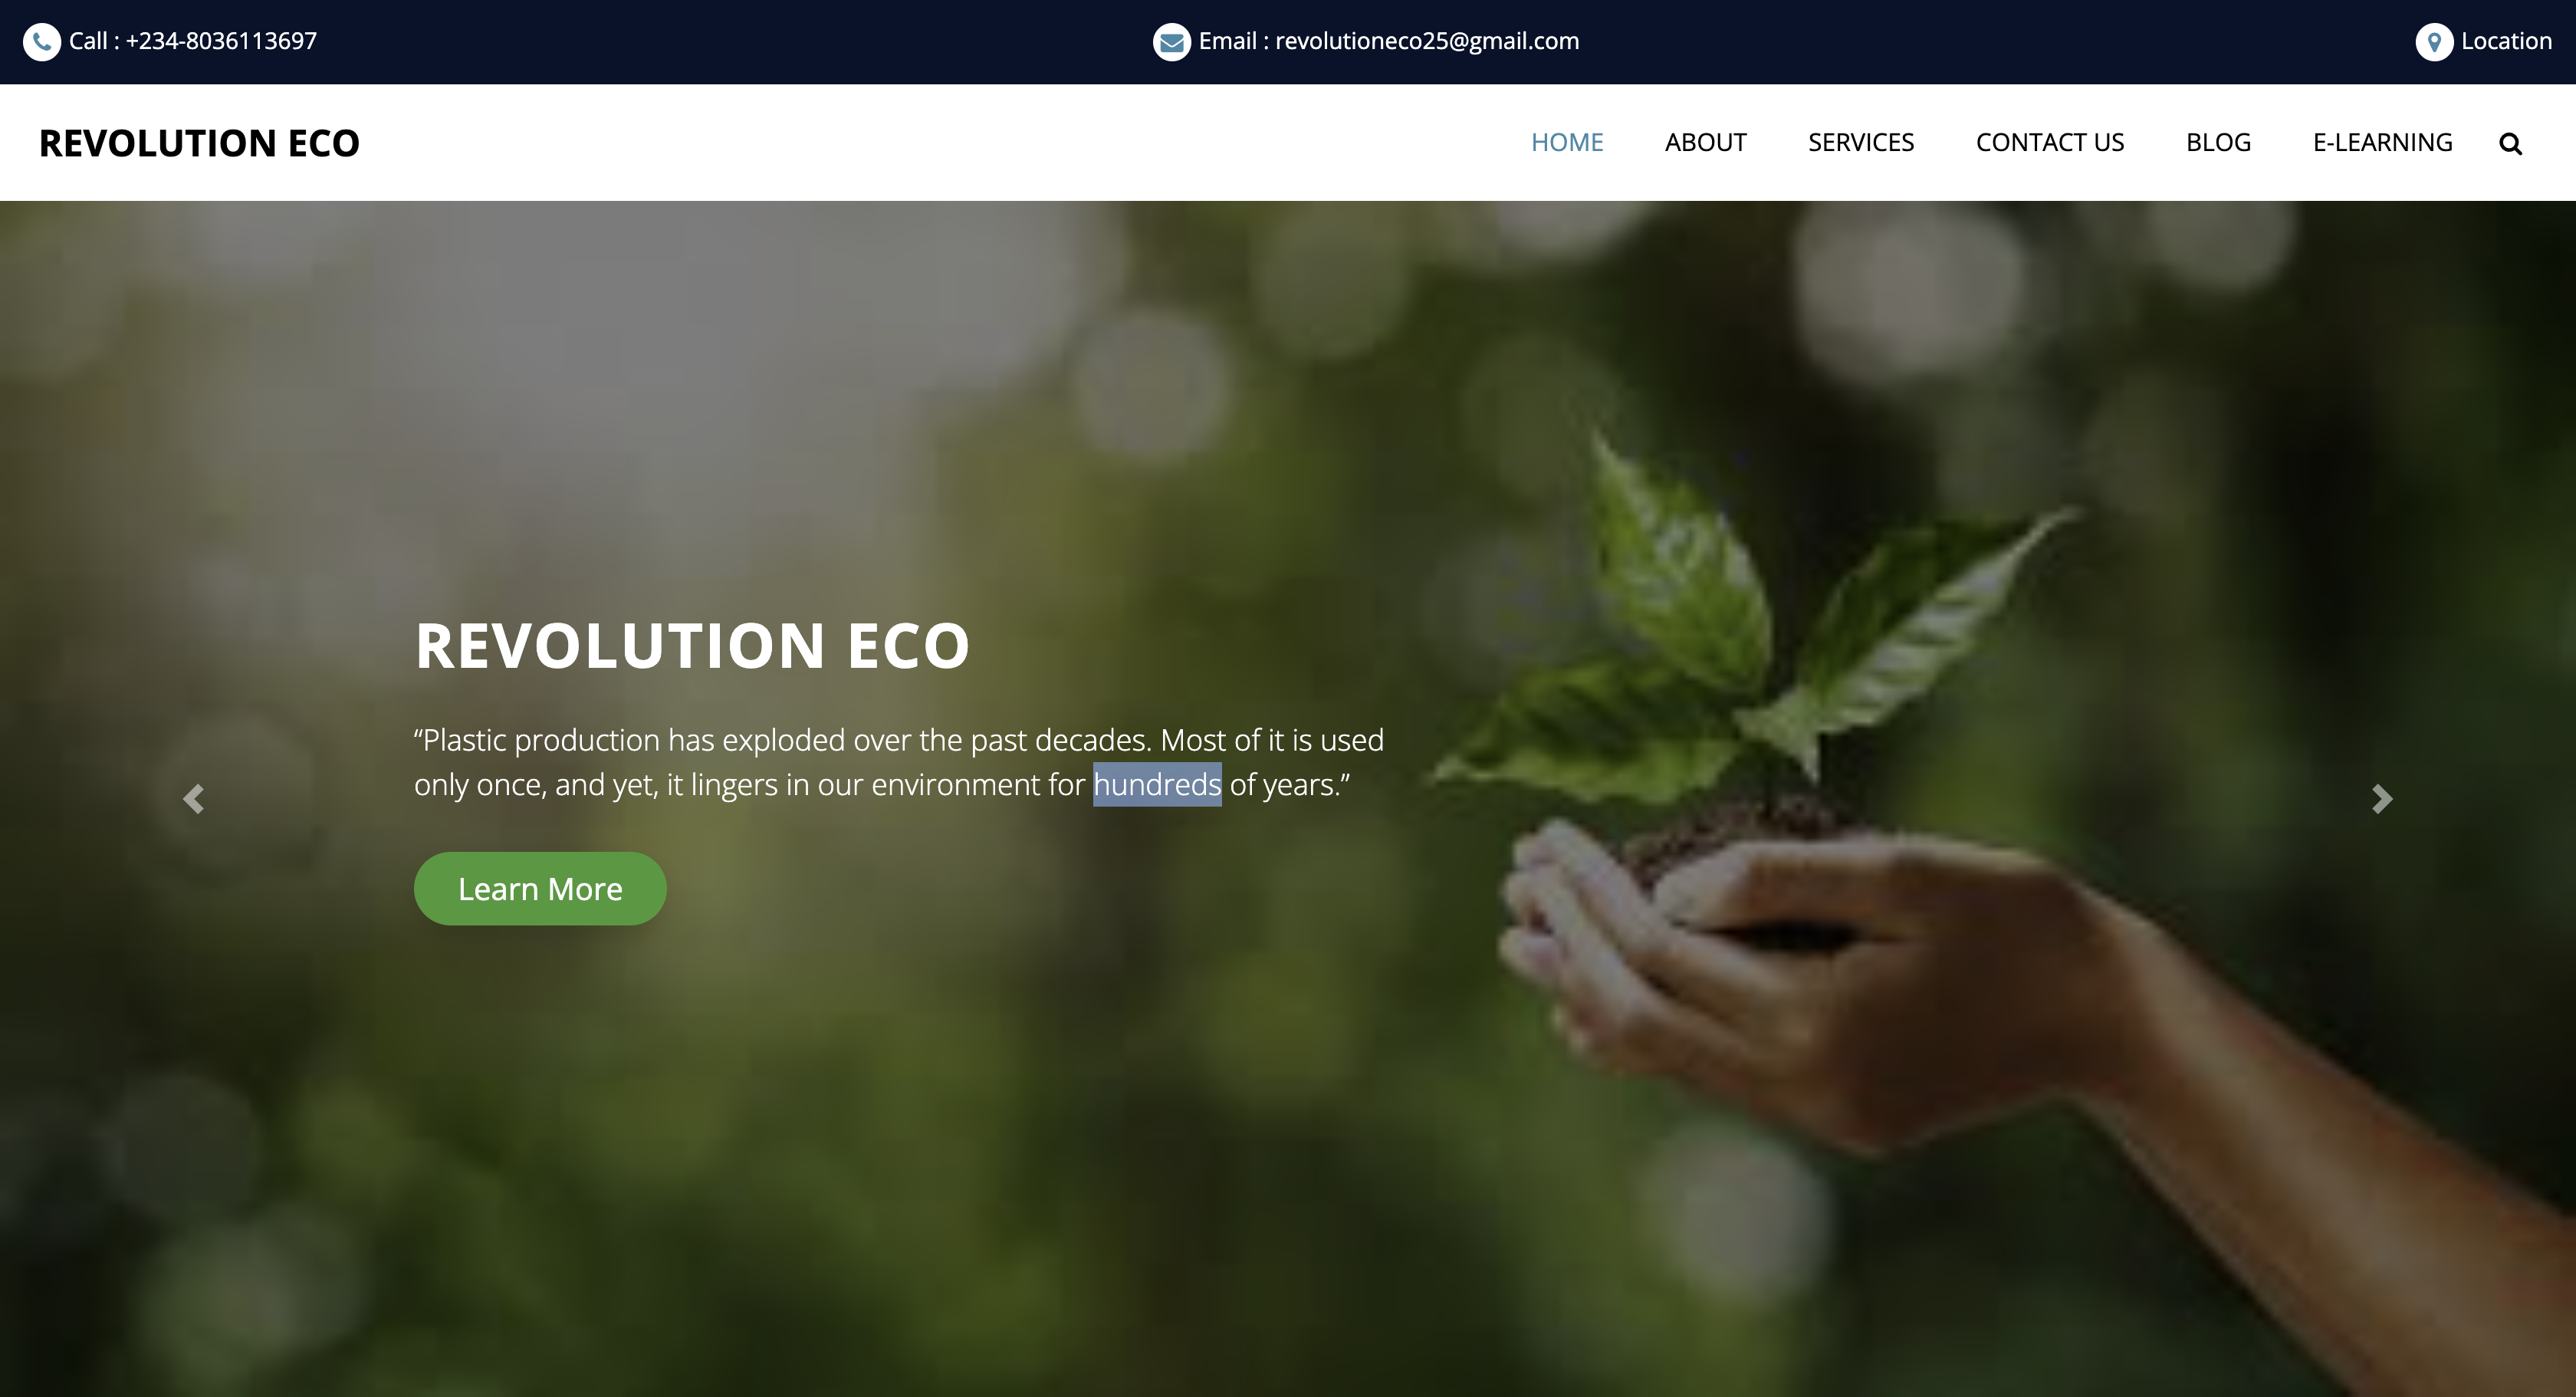 Call : +234-8036113697
Email : revolutioneco25@gmail.com
Location
REVOLUTION ECO
HOME
ABOUT
SERVICES
CONTACT US
BLOG
E-LEARNING
REVOLUTION ECO
“Plastic production has exploded over the past decades. Most of it is used
only once, and yet, it lingers in our environment for hundreds of years.”
Learn More